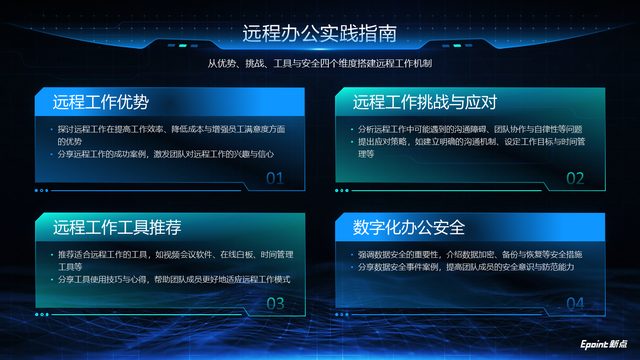 远程办公实践指南
从优势、挑战、工具与安全四个维度搭建远程工作机制
远程工作优势
• 探讨远程工作在提高工作效率、降低成本与增强员工满意度方面
的优势
• 分享远程工作的成功案例，激发团队对远程工作的兴趣与信心
01
远程工作挑战与应对
• 分析远程工作中可能遇到的沟通障碍、团队协作与自律性等问题
• 提出应对策略，如建立明确的沟通机制、设定工作目标与时间管
理等
02
远程工作工具推荐
• 推荐适合远程工作的工具，如视频会议软件、在线白板、时间管理
工具等
• 分享工具使用技巧与心得，帮助团队成员更好地适应远程工作模式
03
数字化办公安全
• 强调数据安全的重要性，介绍数据加密、备份与恢复等安全措施
• 分享数据安全事件案例，提高团队成员的安全意识与防范能力
04
Epoint新点